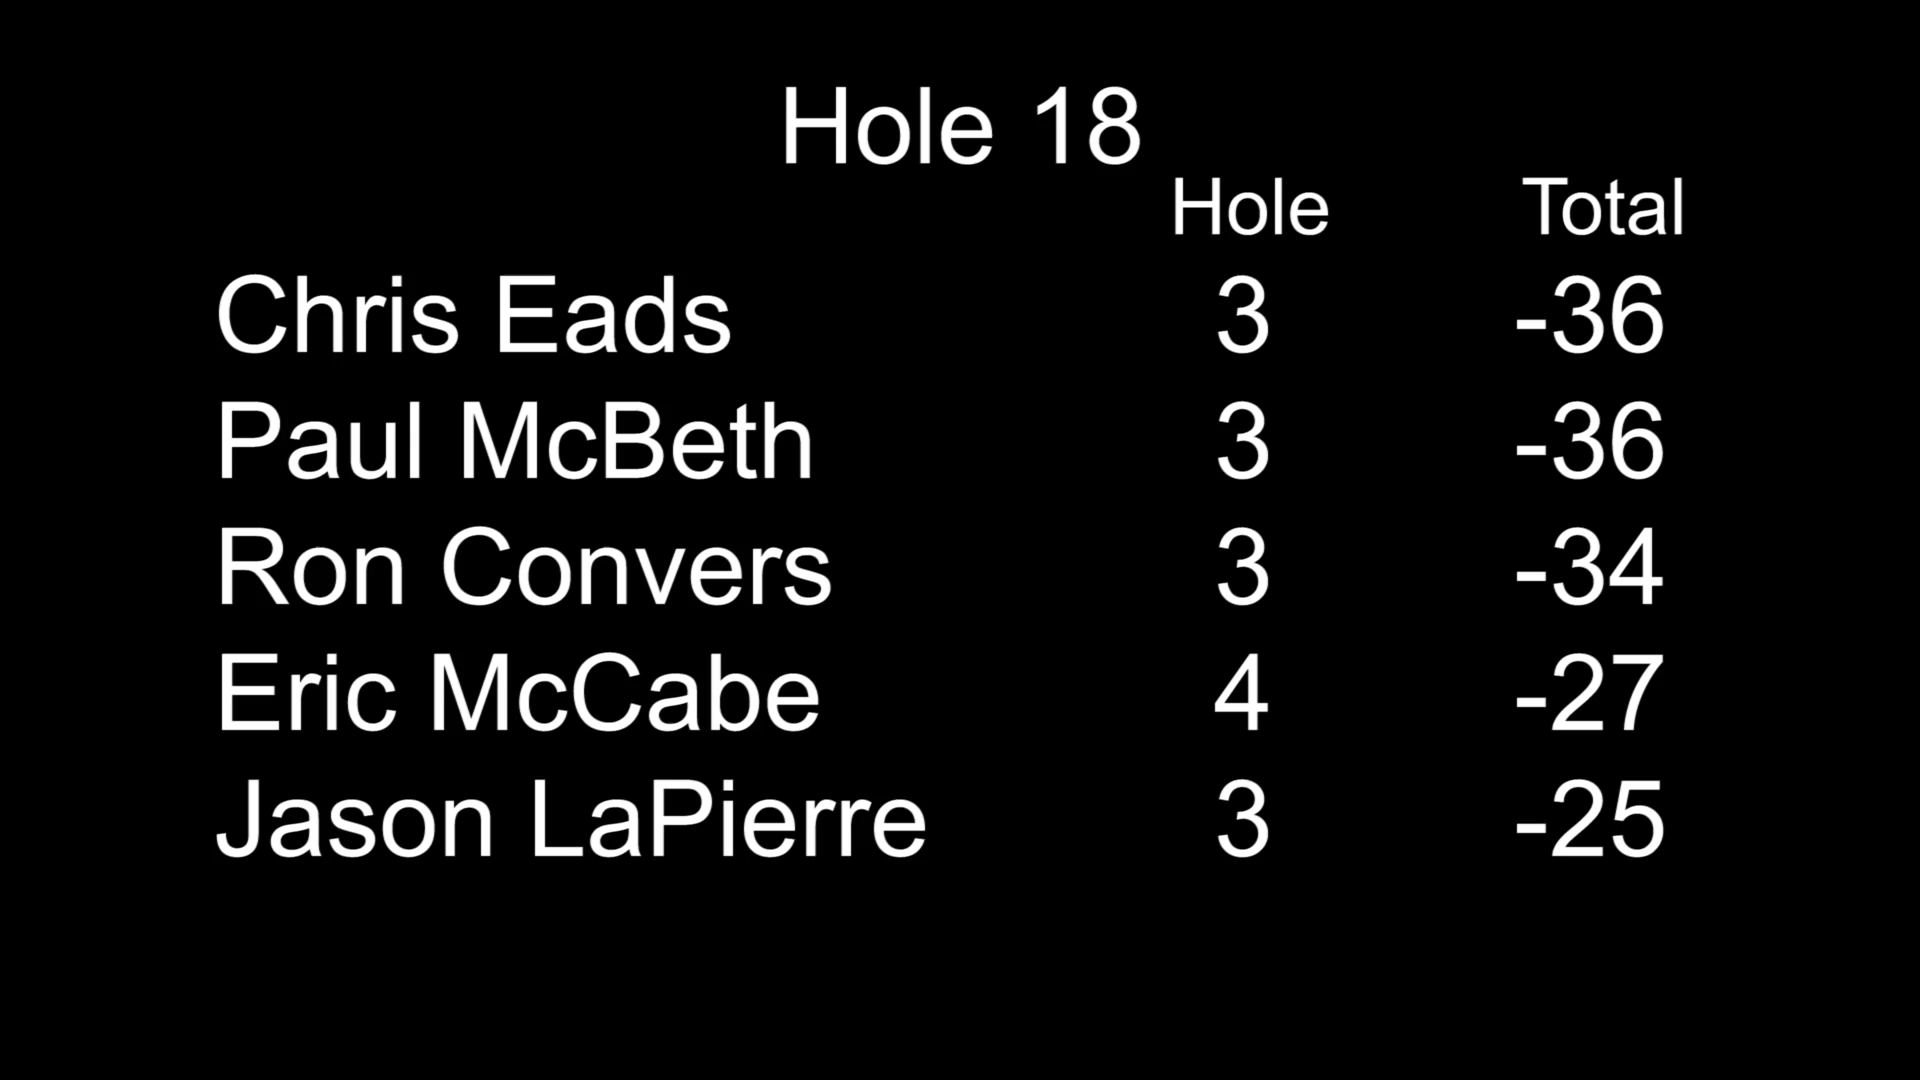 Hole 18
Hole Total
Chris Eads 3 -36
Paul McBeth 3 -36
Ron Convers 3 -34
Eric McCabe 4 -27
Jason LaPierre 3 -25